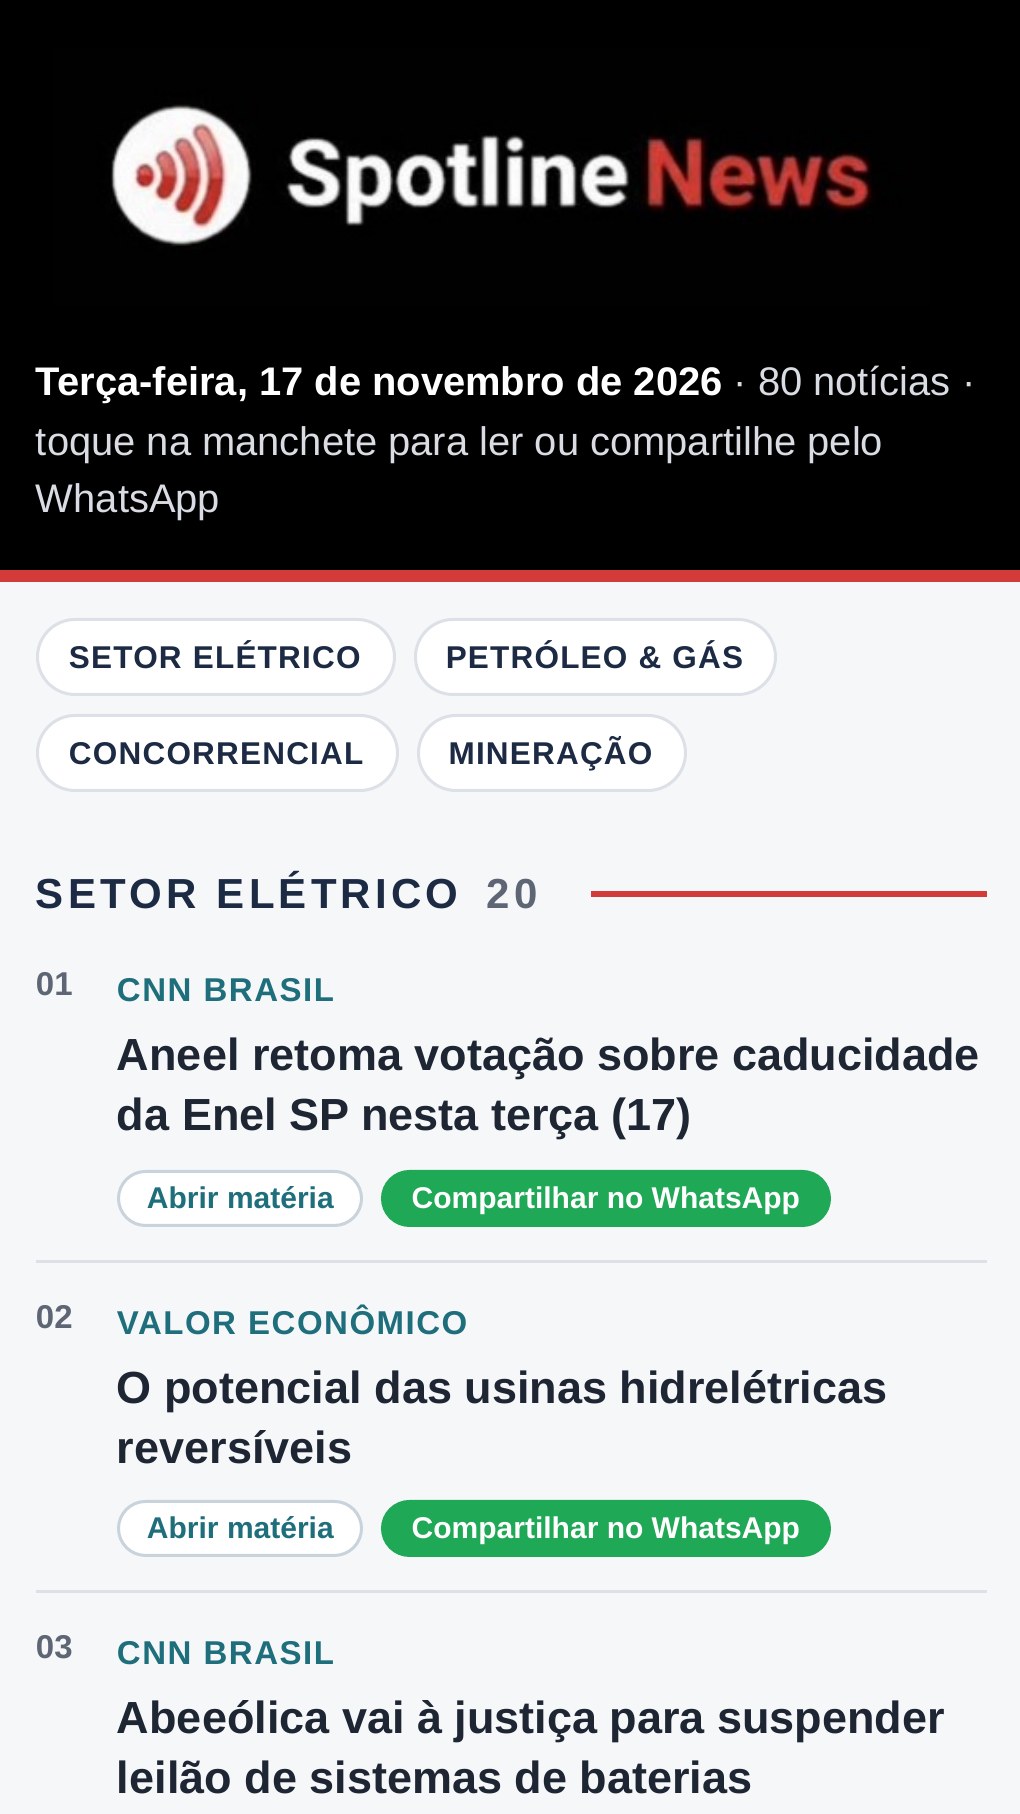 Spotline News
Terça-feira, 17 de novembro de 2026 · 80 notícias ·
toque na manchete para ler ou compartilhe pelo
WhatsApp
SETOR ELÉTRICO
PETRÓLEO & GÁS
CONCORRENCIAL
MINERAÇÃO
SETOR ELÉTRICO 20
01 CNN BRASIL
Aneel retoma votação sobre caducidade
da Enel SP nesta terça (17)
Abrir matéria
Compartilhar no WhatsApp
02 VALOR ECONÔMICO
O potencial das usinas hidrelétricas
reversíveis
Abrir matéria
Compartilhar no WhatsApp
03 CNN BRASIL
Abeeólica vai à justiça para suspender
leilão de sistemas de baterias